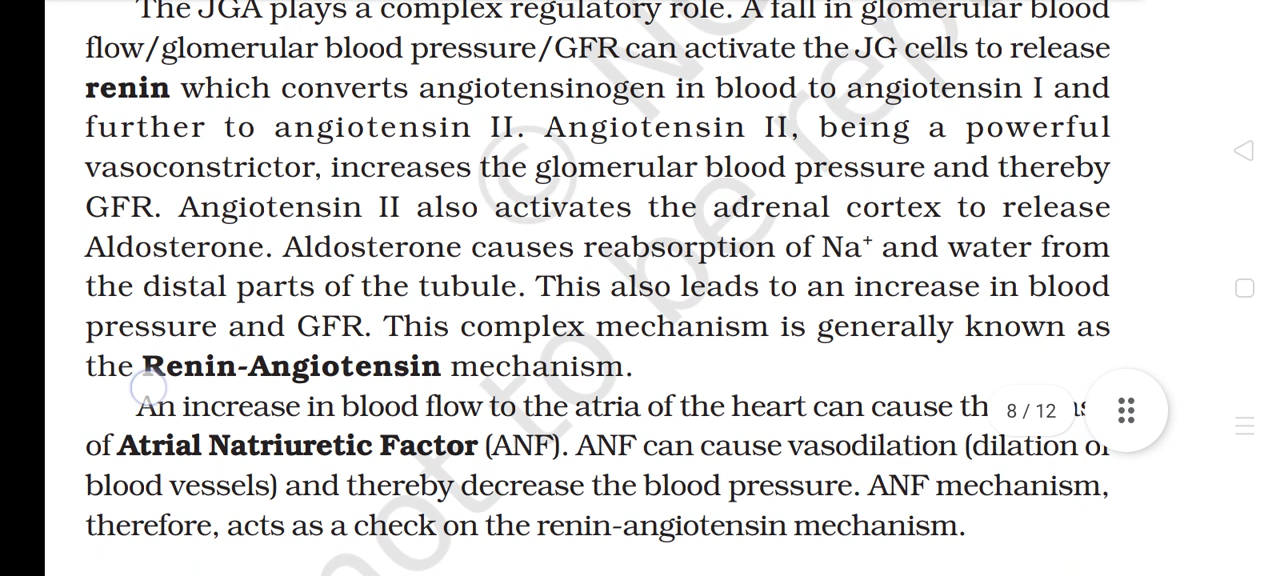 The JGA plays a complex regulatory role. A fall in glomerular blood
flow/glomerular blood pressure/GFR can activate the JG cells to release
renin which converts angiotensinogen in blood to angiotensin I and
further to angiotensin II. Angiotensin II, being a powerful
vasoconstrictor, increases the glomerular blood pressure and thereby
GFR. Angiotensin II also activates the adrenal cortex to release
Aldosterone. Aldosterone causes reabsorption of Na⁺ and water from
the distal parts of the tubule. This also leads to an increase in blood
pressure and GFR. This complex mechanism is generally known as
the Renin-Angiotensin mechanism.
An increase in blood flow to the atria of the heart can cause
8 / 12
of Atrial Natriuretic Factor (ANF). ANF can cause vasodilation (dilation of
blood vessels) and thereby decrease the blood pressure. ANF mechanism,
therefore, acts as a check on the renin-angiotensin mechanism.
© not to be